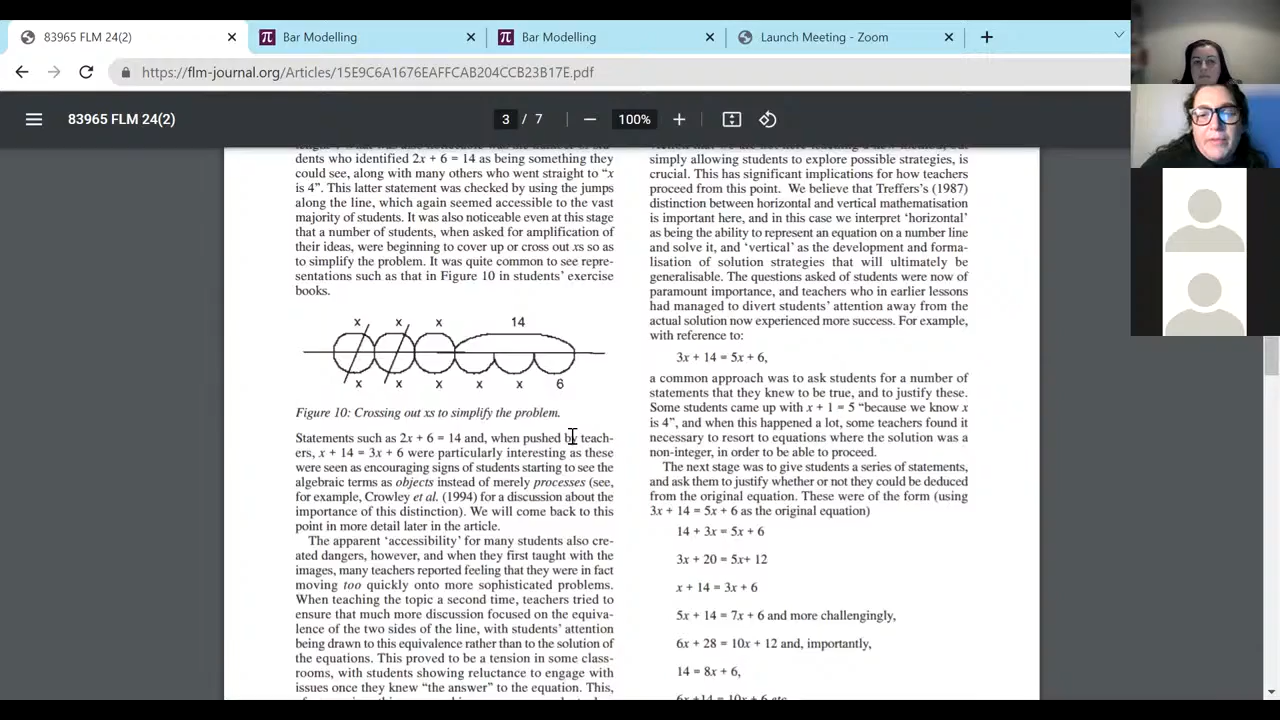 83965 FLM 24(2)
Bar Modelling
Bar Modelling
Launch Meeting - Zoom
https://flm-journal.org/Articles/15E9C6A1676EAFFCAB204CCB23B17E.pdf
83965 FLM 24(2)
3 / 7
100%
dents who identified 2x + 6 = 14 as being something they
could see, along with many others who went straight to “x
is 4”. This latter statement was checked by using the jumps
along the line, which again seemed accessible to the vast
majority of students. It was also noticeable even at this stage
that a number of students, when asked for amplification of
their ideas, were beginning to cover up or cross out xs so as
to simplify the problem. It was quite common to see repre-
sentations such as that in Figure 10 in students’ exercise
books.
x x x 14
x x x x x 6
Figure 10: Crossing out xs to simplify the problem.
Statements such as 2x + 6 = 14 and, when pushed by teach-
ers, x + 14 = 3x + 6 were particularly interesting as these
were seen as encouraging signs of students starting to see the
algebraic terms as objects instead of merely processes (see,
for example, Crowley et al. (1994) for a discussion about the
importance of this distinction). We will come back to this
point in more detail later in the article.
The apparent ‘accessibility’ for many students also cre-
ated dangers, however, and when they first taught with the
images, many teachers reported feeling that they were in fact
moving too quickly onto more sophisticated problems.
When teaching the topic a second time, teachers tried to
ensure that much more discussion focused on the equiva-
lence of the two sides of the line, with students’ attention
being drawn to this equivalence rather than to the solution of
the equations. This proved to be a tension in some class-
rooms, with students showing reluctance to engage with
issues once they knew “the answer” to the equation. This,
simply allowing students to explore possible strategies, is
crucial. This has significant implications for how teachers
proceed from this point. We believe that Treffers’s (1987)
distinction between horizontal and vertical mathematisation
is important here, and in this case we interpret ‘horizontal’
as being the ability to represent an equation on a number line
and solve it, and ‘vertical’ as the development and forma-
lisation of solution strategies that will ultimately be
generalisable. The questions asked of students were now of
paramount importance, and teachers who in earlier lessons
had managed to divert students’ attention away from the
actual solution now experienced more success. For example,
with reference to:
3x + 14 = 5x + 6,
a common approach was to ask students for a number of
statements that they knew to be true, and to justify these.
Some students came up with x + 1 = 5 “because we know x
is 4”, and when this happened a lot, some teachers found it
necessary to resort to equations where the solution was a
non-integer, in order to be able to proceed.
The next stage was to give students a series of statements,
and ask them to justify whether or not they could be deduced
from the original equation. These were of the form (using
3x + 14 = 5x + 6 as the original equation)
14 + 3x = 5x + 6
3x + 20 = 5x+ 12
x + 14 = 3x + 6
5x + 14 = 7x + 6 and more challengingly,
6x + 28 = 10x + 12 and, importantly,
14 = 8x + 6,
6x +14 = 10x + 6 etc